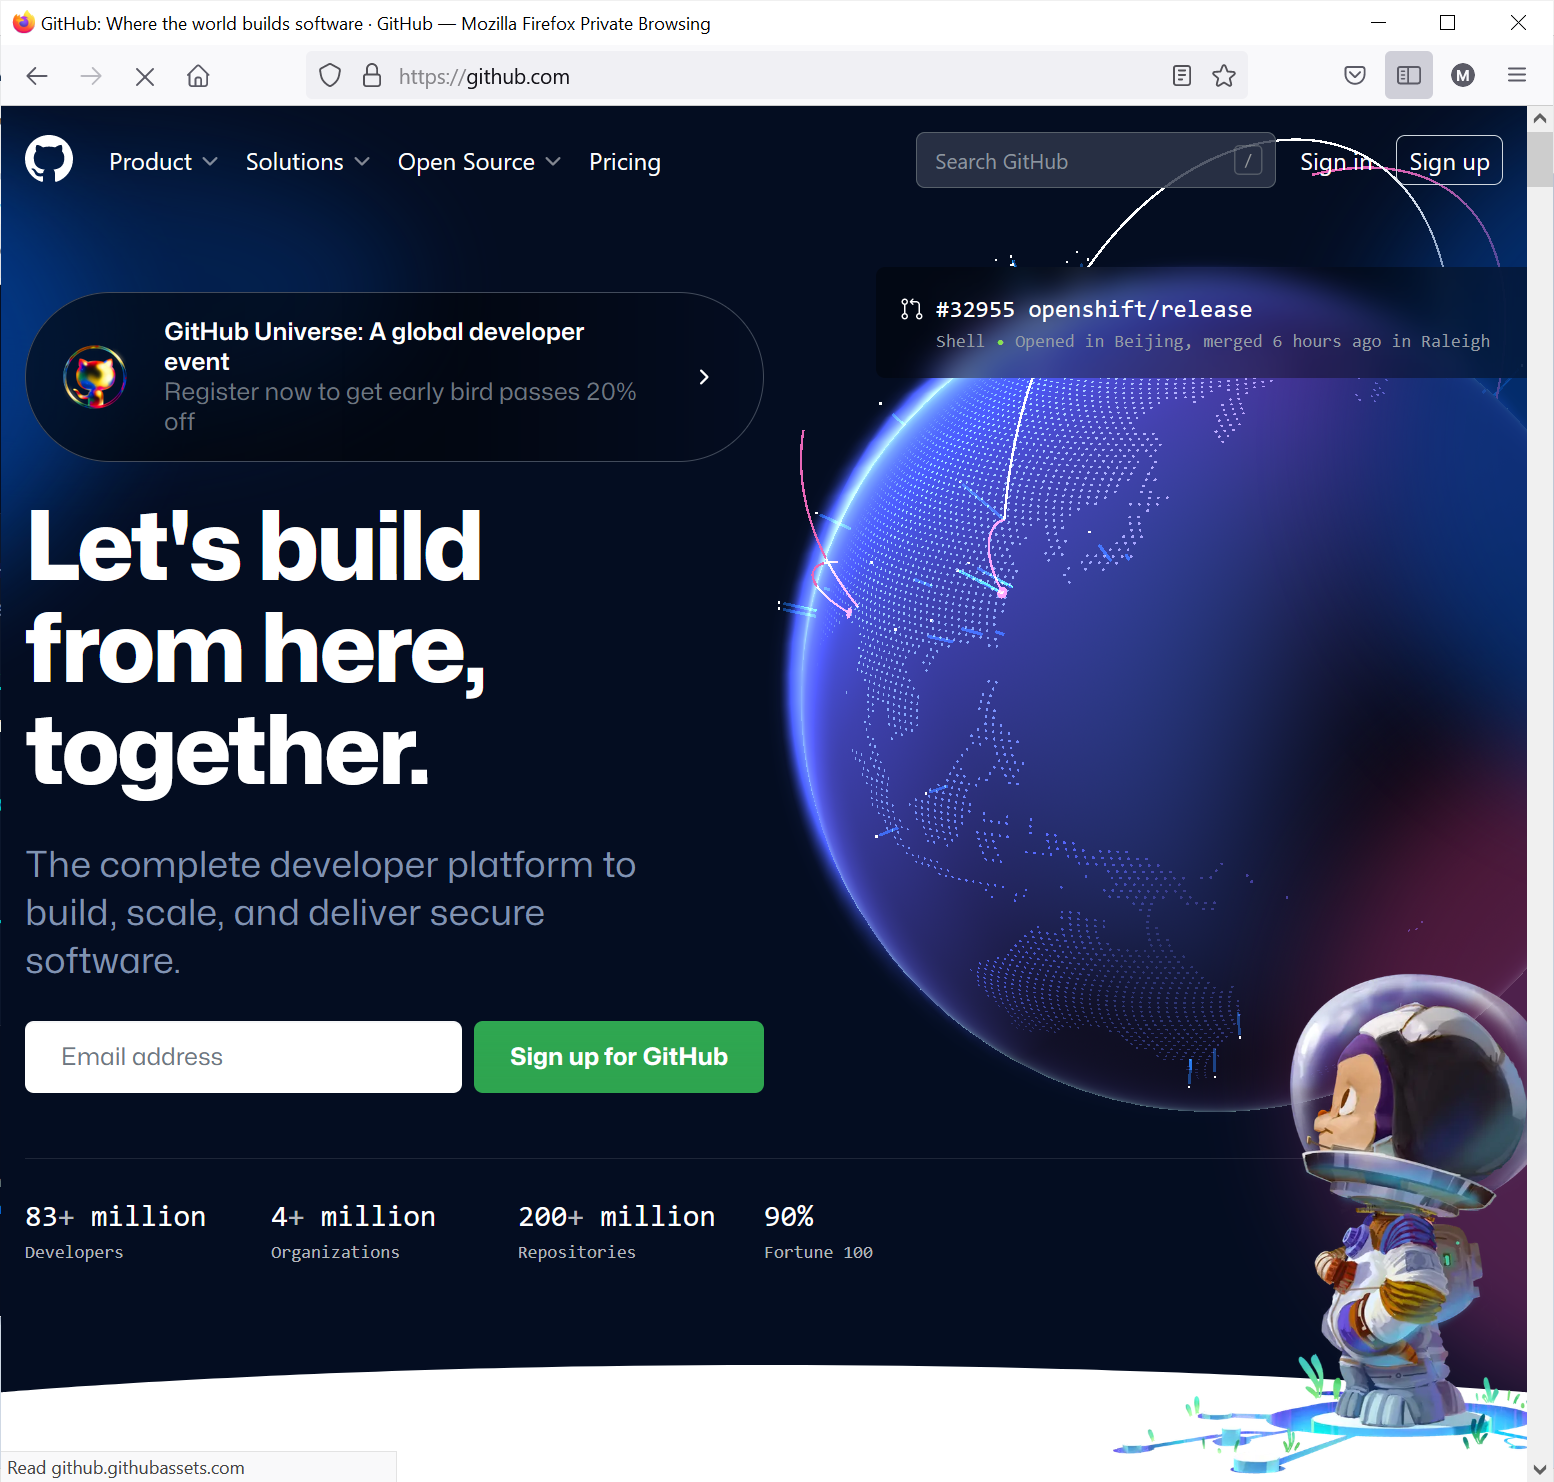 GitHub: Where the world builds software · GitHub — Mozilla Firefox Private Browsing
https://github.com
M
Product
Solutions
Open Source
Pricing
Search GitHub
/
Sign in
Sign up
#32955 openshift/release
Shell • Opened in Beijing, merged 6 hours ago in Raleigh
GitHub Universe: A global developer
event
Register now to get early bird passes 20%
off
Let's build
from here,
together.
The complete developer platform to
build, scale, and deliver secure
software.
Email address
Sign up for GitHub
83+ million
Developers
4+ million
Organizations
200+ million
Repositories
90%
Fortune 100
Read github.githubassets.com